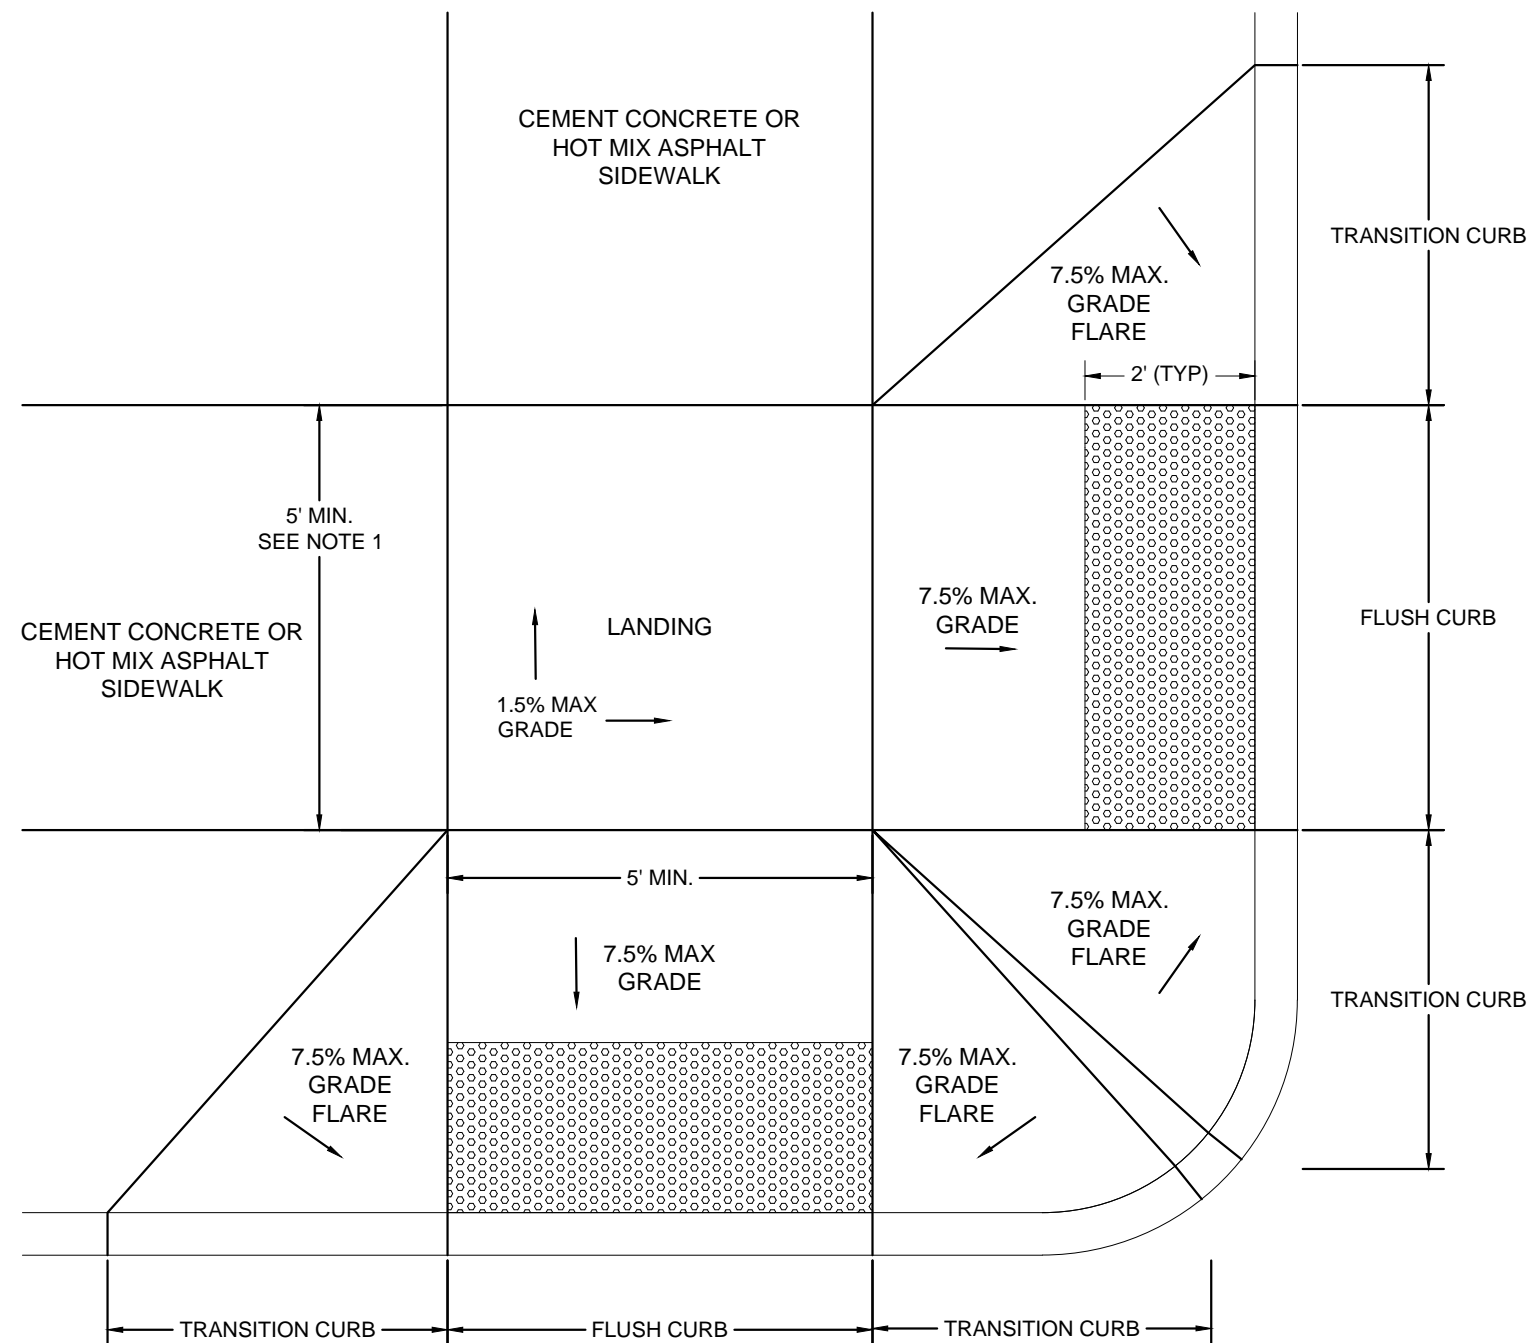 CEMENT CONCRETE OR
HOT MIX ASPHALT
SIDEWALK
TRANSITION CURB
7.5% MAX.
GRADE
FLARE
2' (TYP)
5' MIN.
SEE NOTE 1
CEMENT CONCRETE OR
HOT MIX ASPHALT
SIDEWALK
LANDING
1.5% MAX
GRADE
7.5% MAX.
GRADE
FLUSH CURB
5' MIN.
7.5% MAX
GRADE
7.5% MAX.
GRADE
FLARE
TRANSITION CURB
7.5% MAX.
GRADE
FLARE
7.5% MAX.
GRADE
FLARE
TRANSITION CURB
FLUSH CURB
TRANSITION CURB